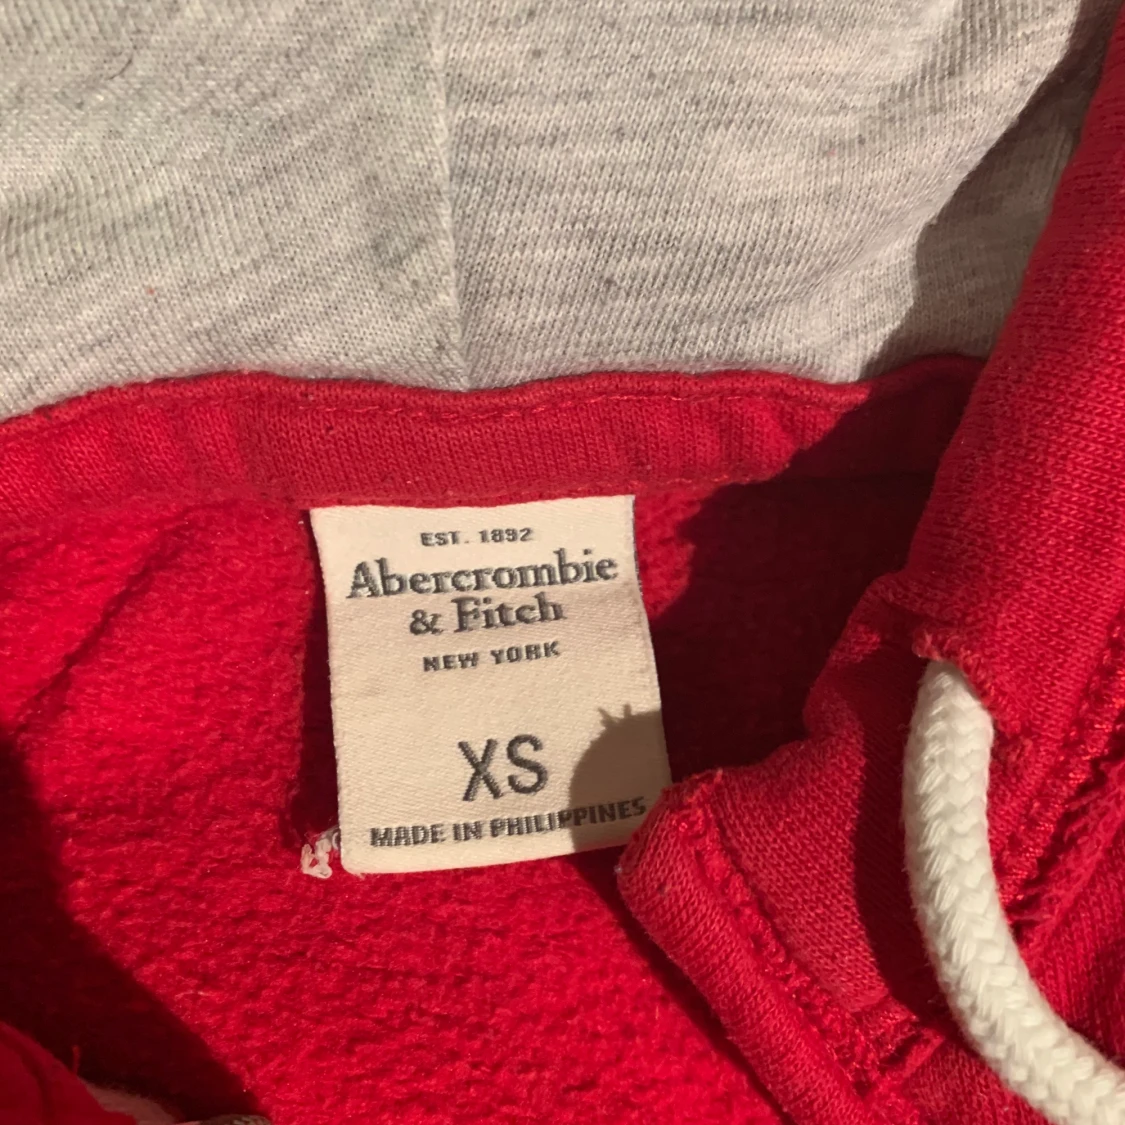 EST. 1892
Abercrombie
& Fitch
NEW YORK
XS
MADE IN PHILIPPINES